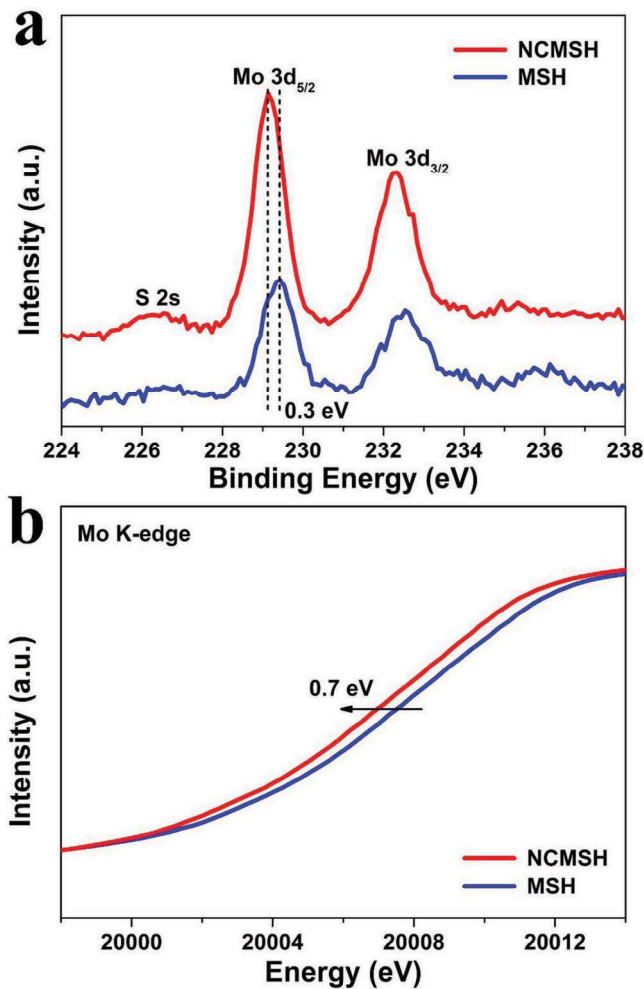 a
NCMSH
MSH
Mo 3d5/2
Mo 3d3/2
S 2s
0.3 eV
Intensity (a.u.)
224 226 228 230 232 234 236 238
Binding Energy (eV)
b
Mo K-edge
0.7 eV
Intensity (a.u.)
NCMSH
MSH
20000 20004 20008 20012
Energy (eV)